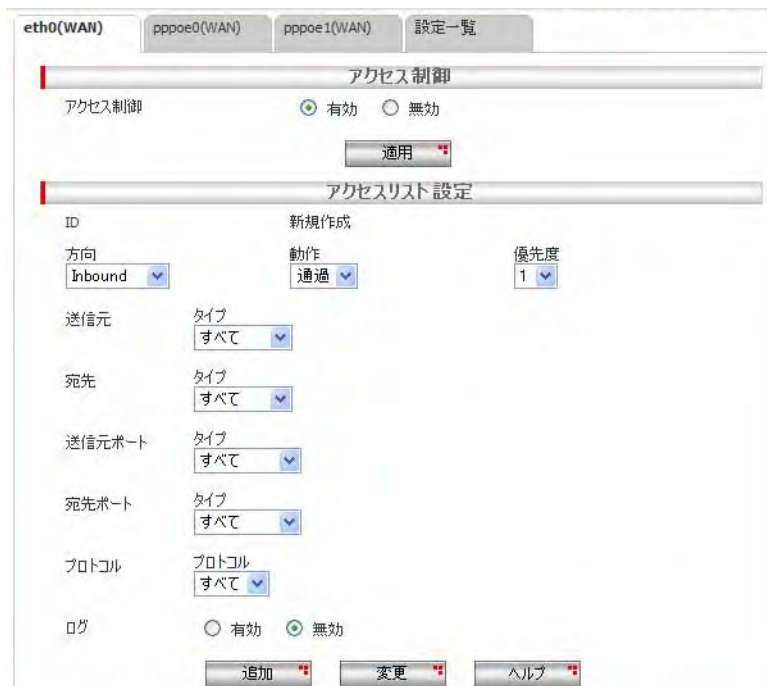 eth0(WAN) pppoe0(WAN) pppoe1(WAN) 設定一覧
アクセス制御
アクセス制御 有効 無効
適用
アクセスリスト設定
ID 新規作成
方向 動作 優先度
Inbound 通過 1
送信元 タイプ
すべて
宛先 タイプ
すべて
送信元ポート タイプ
すべて
宛先ポート タイプ
すべて
プロトコル プロトコル
すべて
ログ 有効 無効
追加 変更 ヘルプ